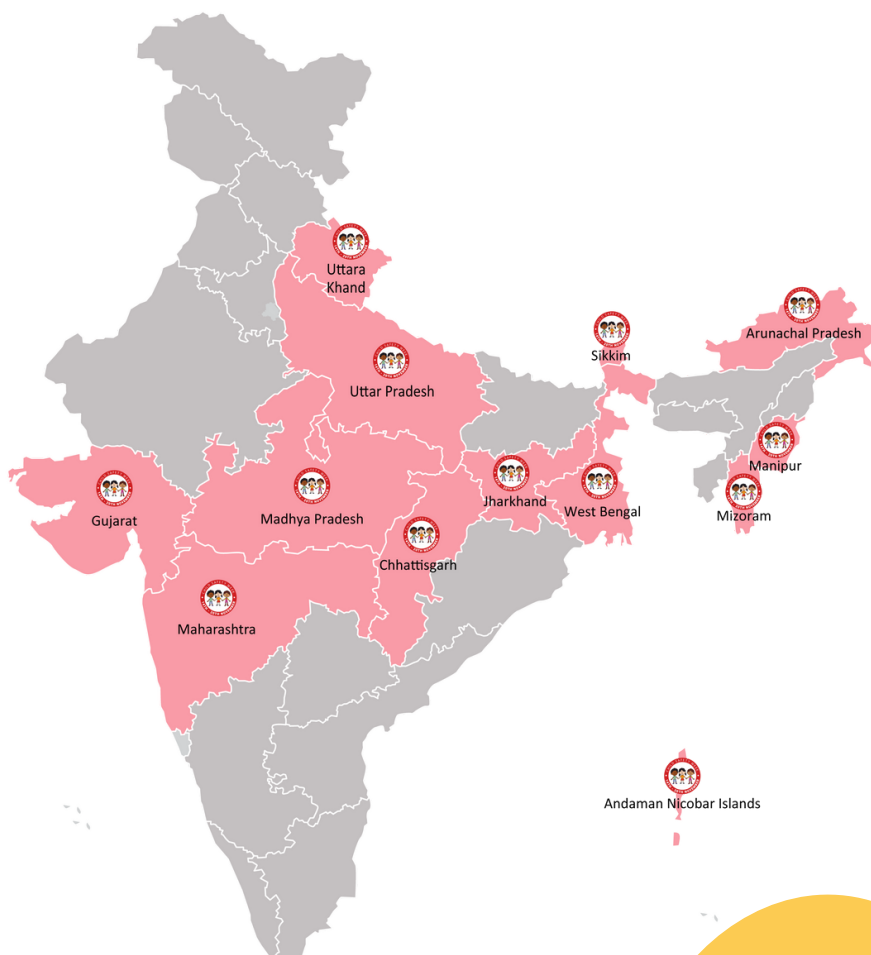 Uttara
Khand
Sikkim
Arunachal Pradesh
Uttar Pradesh
Manipur
Jharkhand
West Bengal
Mizoram
Gujarat
Madhya Pradesh
Chhattisgarh
Maharashtra
Andaman Nicobar Islands